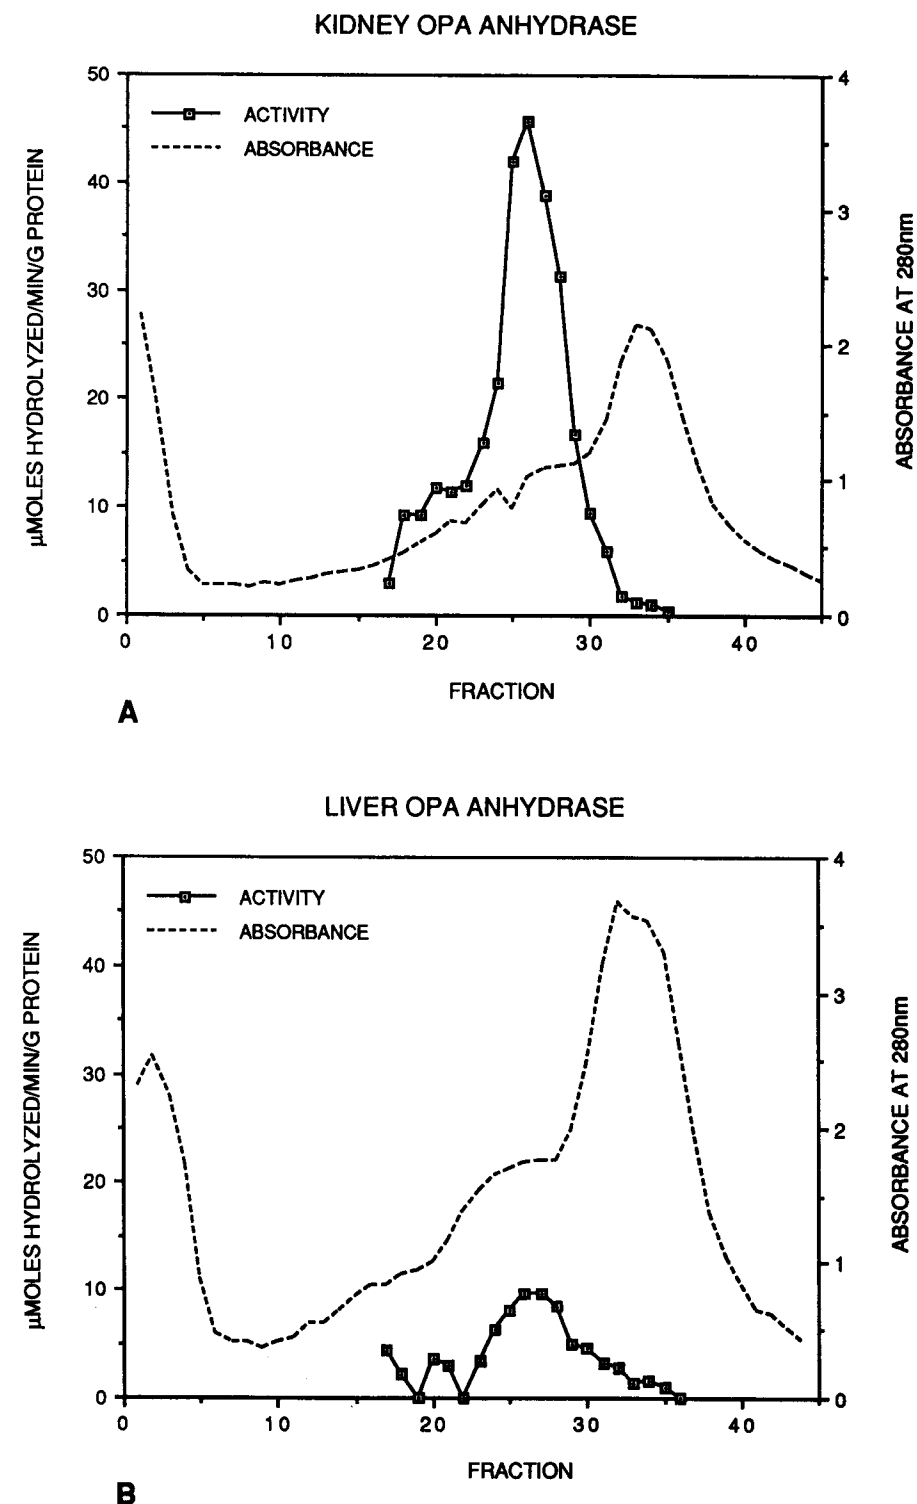 KIDNEY OPA ANHYDRASE
50
40
30
20
10
0
µMOLES HYDROLYZED/MIN/G PROTEIN
ACTIVITY
ABSORBANCE
4
3
2
1
0
ABSORBANCE AT 280nm
0 10 20 30 40
FRACTION
A
LIVER OPA ANHYDRASE
50
40
30
20
10
0
µMOLES HYDROLYZED/MIN/G PROTEIN
ACTIVITY
ABSORBANCE
4
3
2
1
0
ABSORBANCE AT 280nm
0 10 20 30 40
FRACTION
B